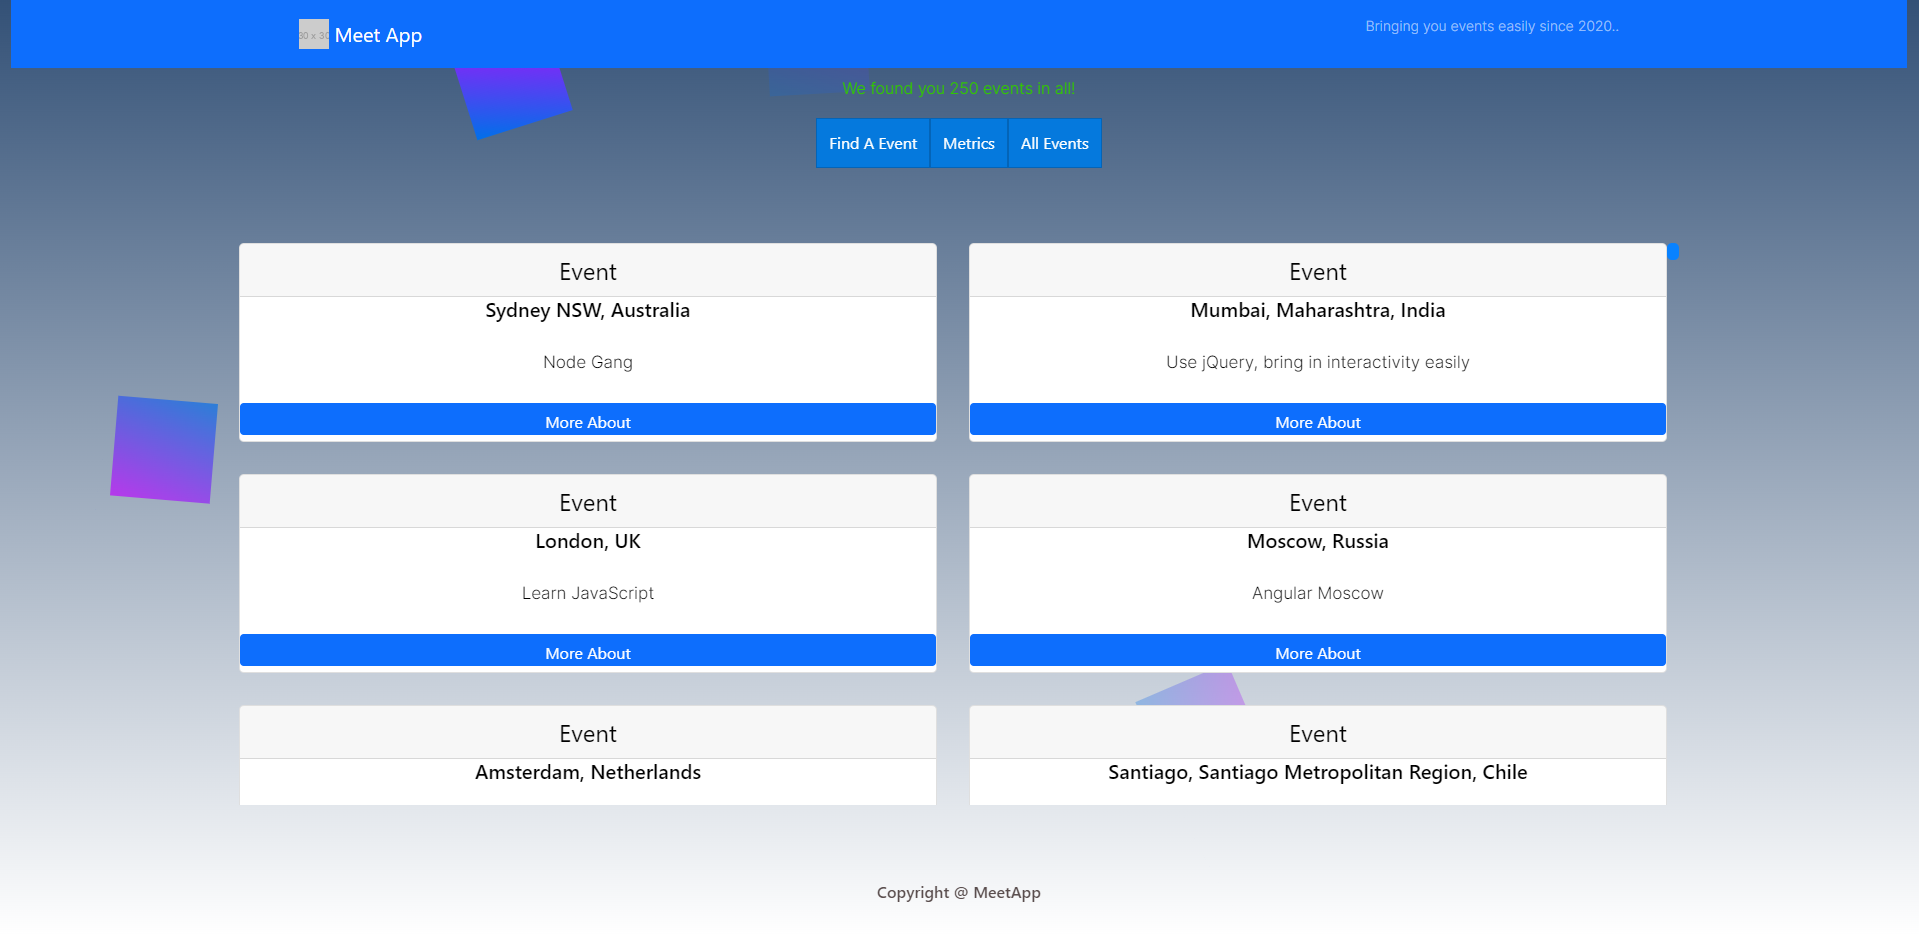 30 x 30 Meet App
Bringing you events easily since 2020..
We found you 250 events in all!
Find A Event Metrics All Events
Event
Sydney NSW, Australia
Node Gang
More About
Event
Mumbai, Maharashtra, India
Use jQuery, bring in interactivity easily
More About
Event
London, UK
Learn JavaScript
More About
Event
Moscow, Russia
Angular Moscow
More About
Event
Amsterdam, Netherlands
Event
Santiago, Santiago Metropolitan Region, Chile
Copyright @ MeetApp